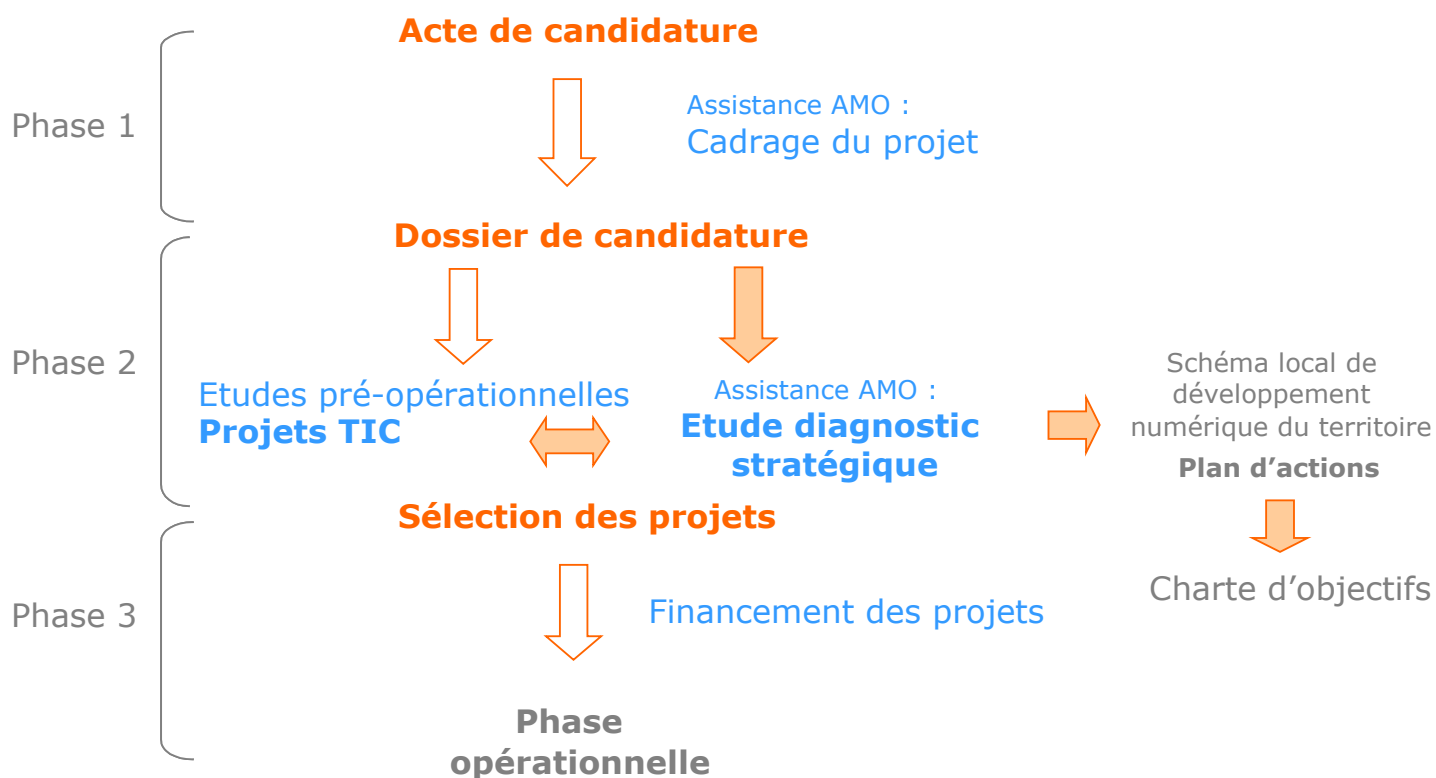 Acte de candidature
Phase 1
Assistance AMO :
Cadrage du projet
Dossier de candidature
Phase 2
Etudes pré-opérationnelles
Projets TIC
Assistance AMO :
Etude diagnostic
stratégique
Schéma local de
développement
numérique du territoire
Plan d’actions
Sélection des projets
Phase 3
Financement des projets
Charte d’objectifs
Phase
opérationnelle